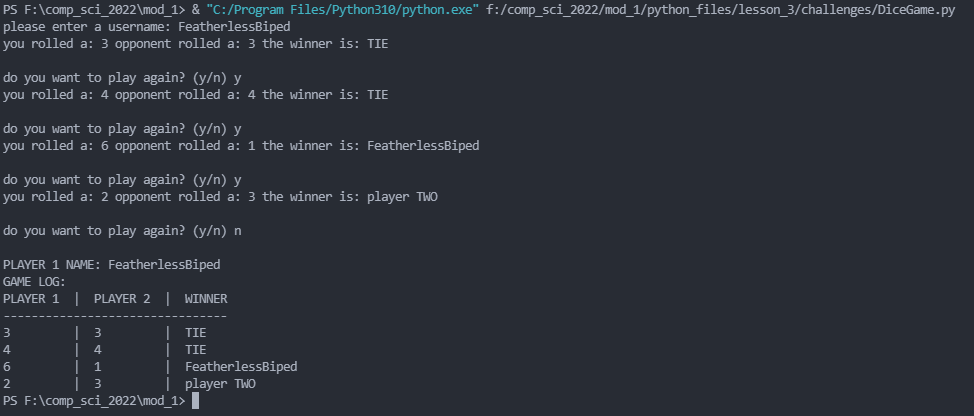 PS F:\comp_sci_2022\mod_1> & "C:/Program Files/Python310/python.exe" f:/comp_sci_2022/mod_1/python_files/lesson_3/challenges/DiceGame.py
please enter a username: FeatherlessBiped
you rolled a: 3 opponent rolled a: 3 the winner is: TIE
do you want to play again? (y/n) y
you rolled a: 4 opponent rolled a: 4 the winner is: TIE
do you want to play again? (y/n) y
you rolled a: 6 opponent rolled a: 1 the winner is: FeatherlessBiped
do you want to play again? (y/n) y
you rolled a: 2 opponent rolled a: 3 the winner is: player TWO
do you want to play again? (y/n) n
PLAYER 1 NAME: FeatherlessBiped
GAME LOG:
PLAYER 1  |  PLAYER 2  |  WINNER
--------------------------------
3         |  3         |  TIE
4         |  4         |  TIE
6         |  1         |  FeatherlessBiped
2         |  3         |  player TWO
PS F:\comp_sci_2022\mod_1>